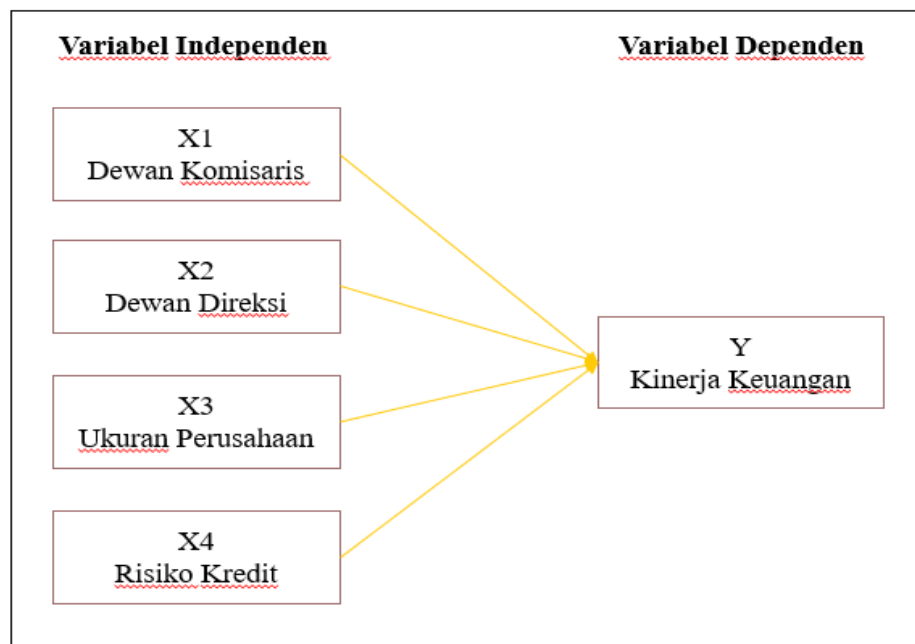 Variabel Independen
Variabel Dependen
X1
Dewan Komisaris
X2
Dewan Direksi
X3
Ukuran Perusahaan
X4
Risiko Kredit
Y
Kinerja Keuangan